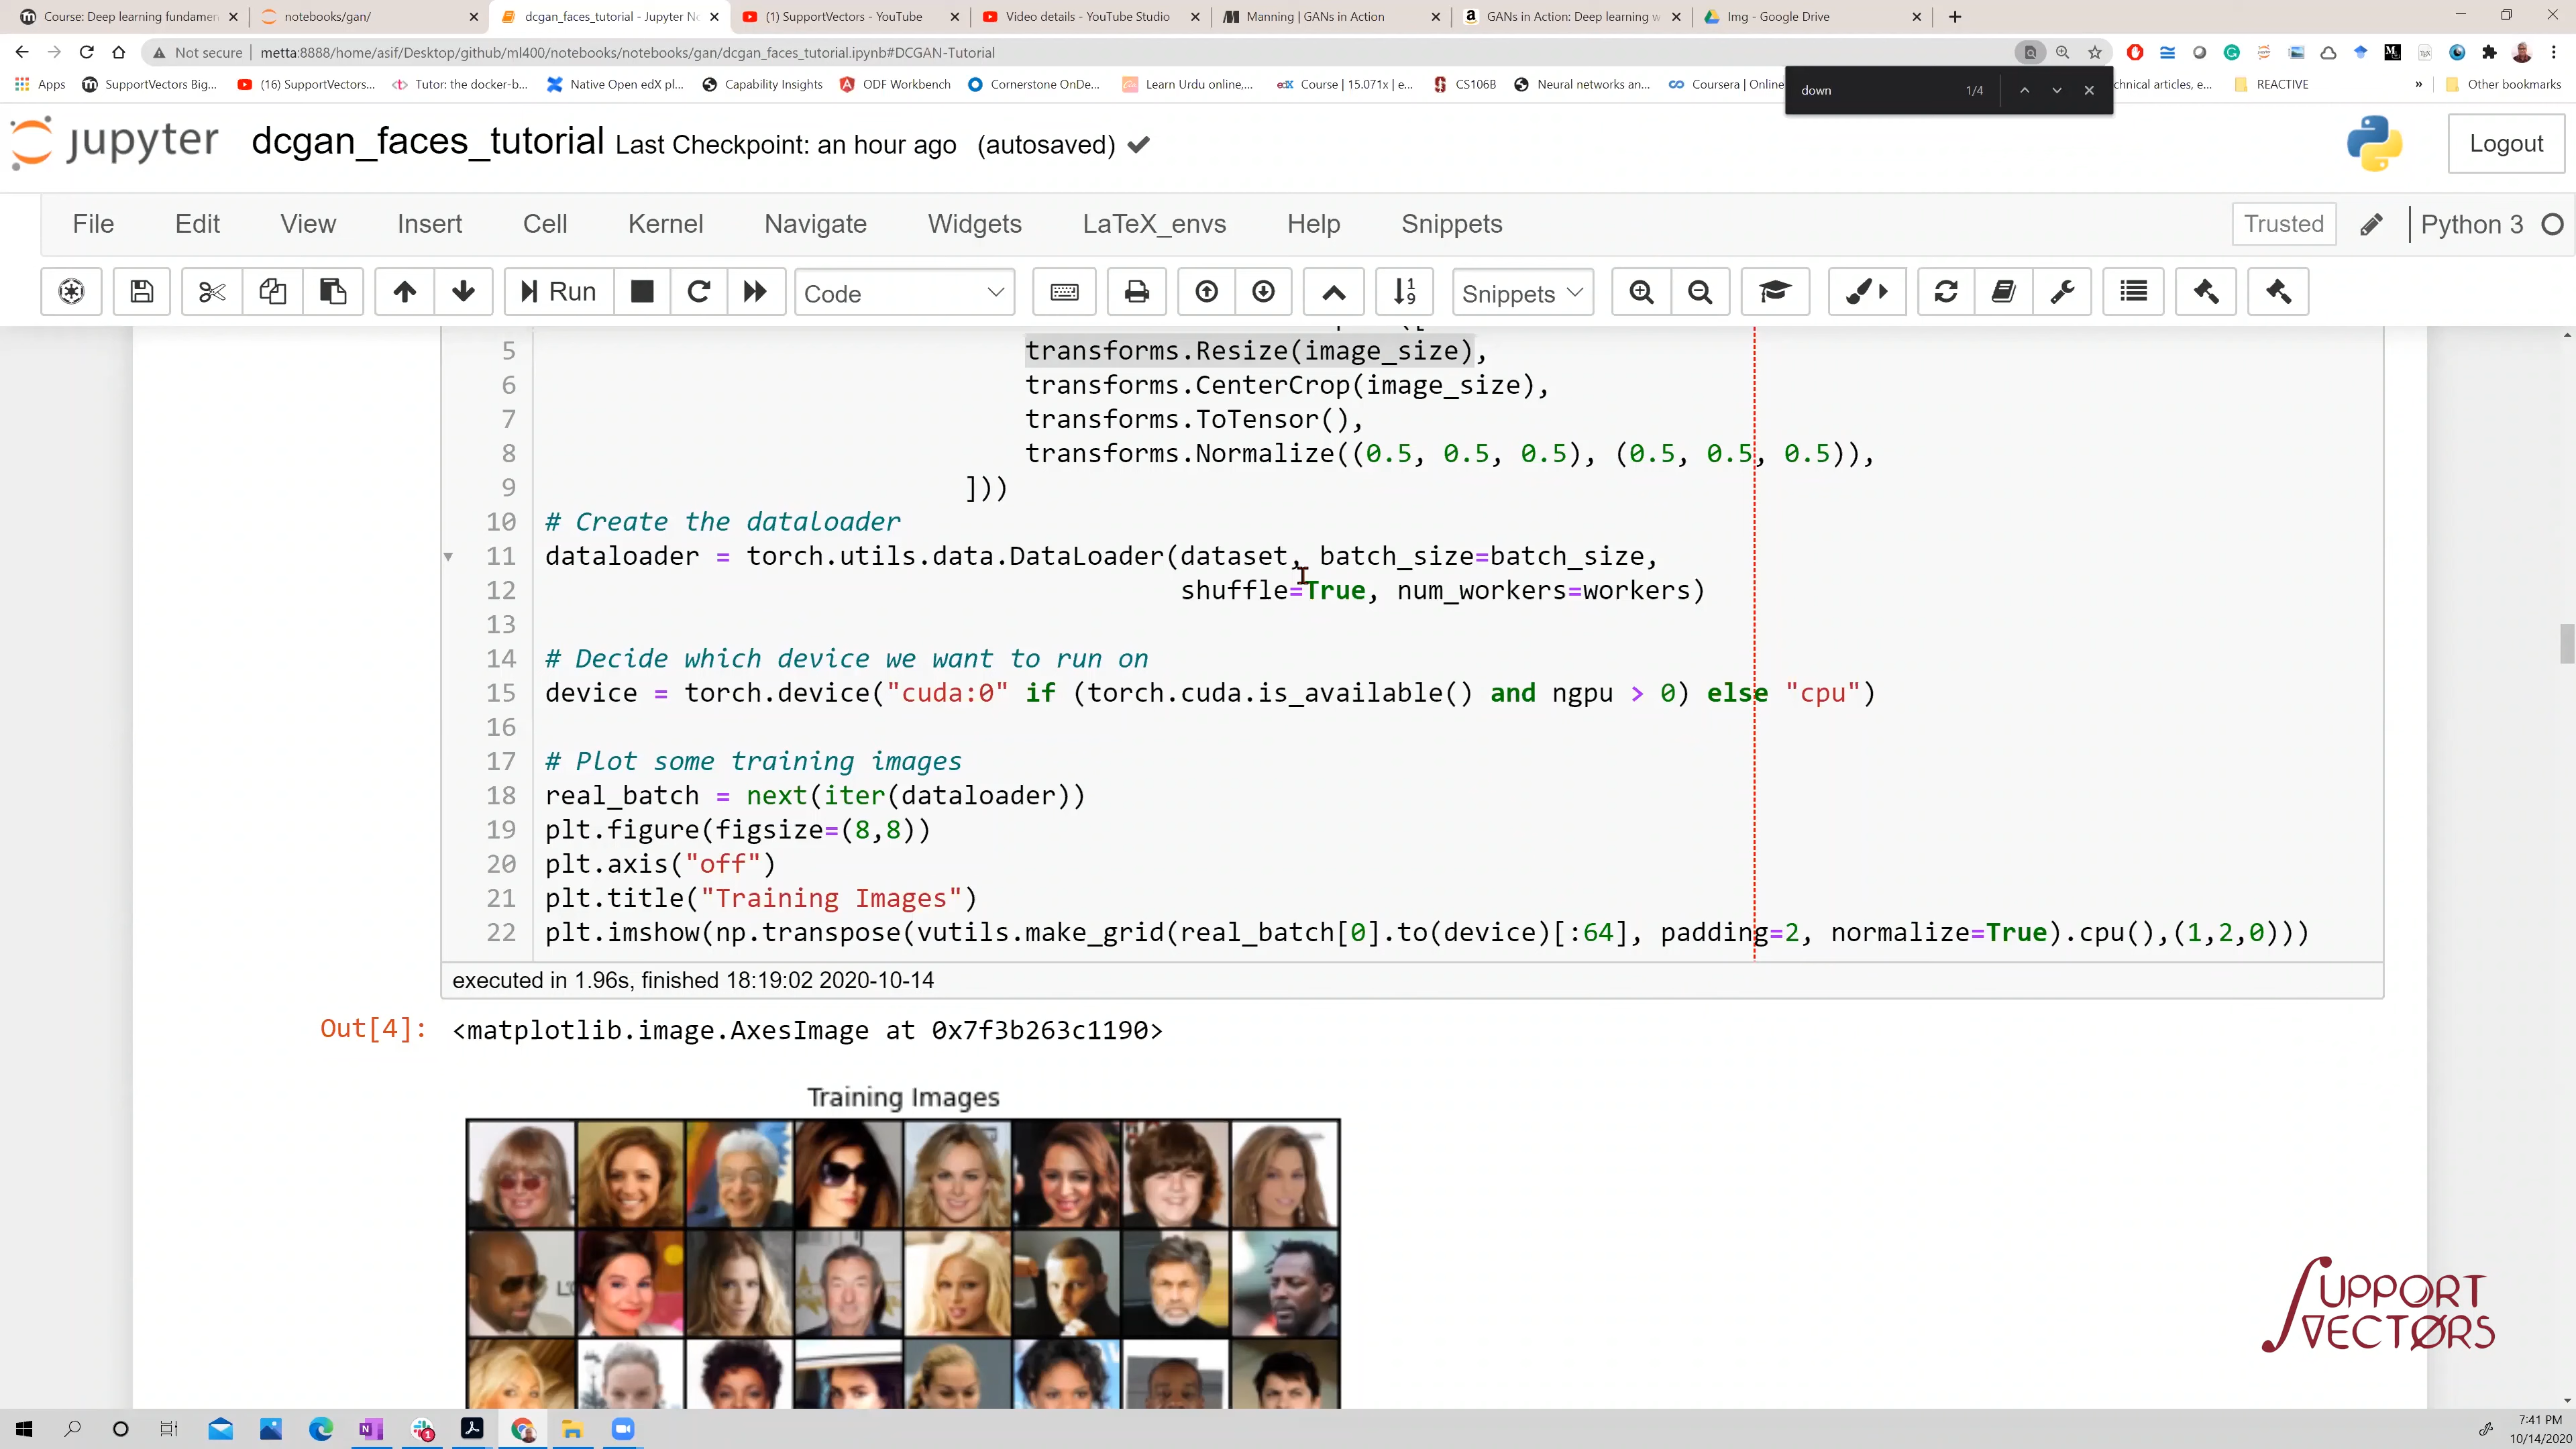 Course: Deep learning fundamen
notebooks/gan/
dcgan_faces_tutorial - Jupyter No
(1) SupportVectors - YouTube
Video details - YouTube Studio
Manning | GANs in Action
GANs in Action: Deep learning w
Img - Google Drive
Not secure | metta:8888/home/asif/Desktop/github/ml400/notebooks/notebooks/gan/dcgan_faces_tutorial.ipynb#DCGAN-Tutorial
Apps
SupportVectors Big...
(16) SupportVectors...
Tutor: the docker-b...
Native Open edX pl...
Capability Insights
ODF Workbench
Cornerstone OnDe...
Learn Urdu online,...
Course | 15.071x | e...
CS106B
Neural networks an...
Coursera | Online
chnical articles, e...
REACTIVE
Other bookmarks
down 1/4
jupyter dcgan_faces_tutorial Last Checkpoint: an hour ago (autosaved)
Logout
File Edit View Insert Cell Kernel Navigate Widgets LaTeX_envs Help Snippets
Trusted | Python 3
Run Code Snippets
5 transforms.Resize(image_size),
6 transforms.CenterCrop(image_size),
7 transforms.ToTensor(),
8 transforms.Normalize((0.5, 0.5, 0.5), (0.5, 0.5, 0.5)),
9 ]))
10 # Create the dataloader
11 dataloader = torch.utils.data.DataLoader(dataset, batch_size=batch_size,
12 shuffle=True, num_workers=workers)
13
14 # Decide which device we want to run on
15 device = torch.device("cuda:0" if (torch.cuda.is_available() and ngpu > 0) else "cpu")
16
17 # Plot some training images
18 real_batch = next(iter(dataloader))
19 plt.figure(figsize=(8,8))
20 plt.axis("off")
21 plt.title("Training Images")
22 plt.imshow(np.transpose(vutils.make_grid(real_batch[0].to(device)[:64], padding=2, normalize=True).cpu(),(1,2,0)))
executed in 1.96s, finished 18:19:02 2020-10-14
Out[4]: <matplotlib.image.AxesImage at 0x7f3b263c1190>
Training Images
SUPPORT
VECTORS
7:41 PM
10/14/2020